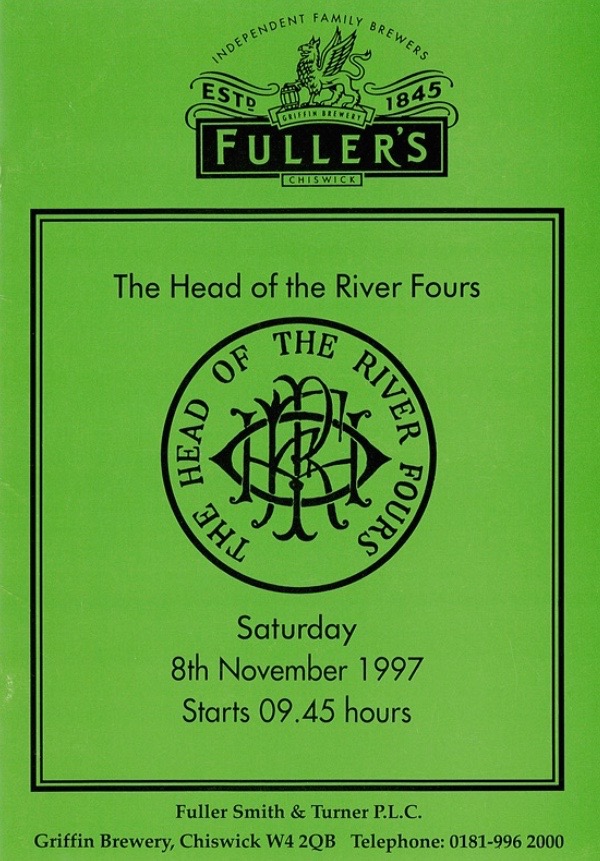 INDEPENDENT FAMILY BREWERS
ESTD 1845
GRIFFIN BREWERY
FULLER'S
CHISWICK
The Head of the River Fours
THE HEAD OF THE RIVER FOURS
Saturday
8th November 1997
Starts 09.45 hours
Fuller Smith & Turner P.L.C.
Griffin Brewery, Chiswick W4 2QB Telephone: 0181-996 2000